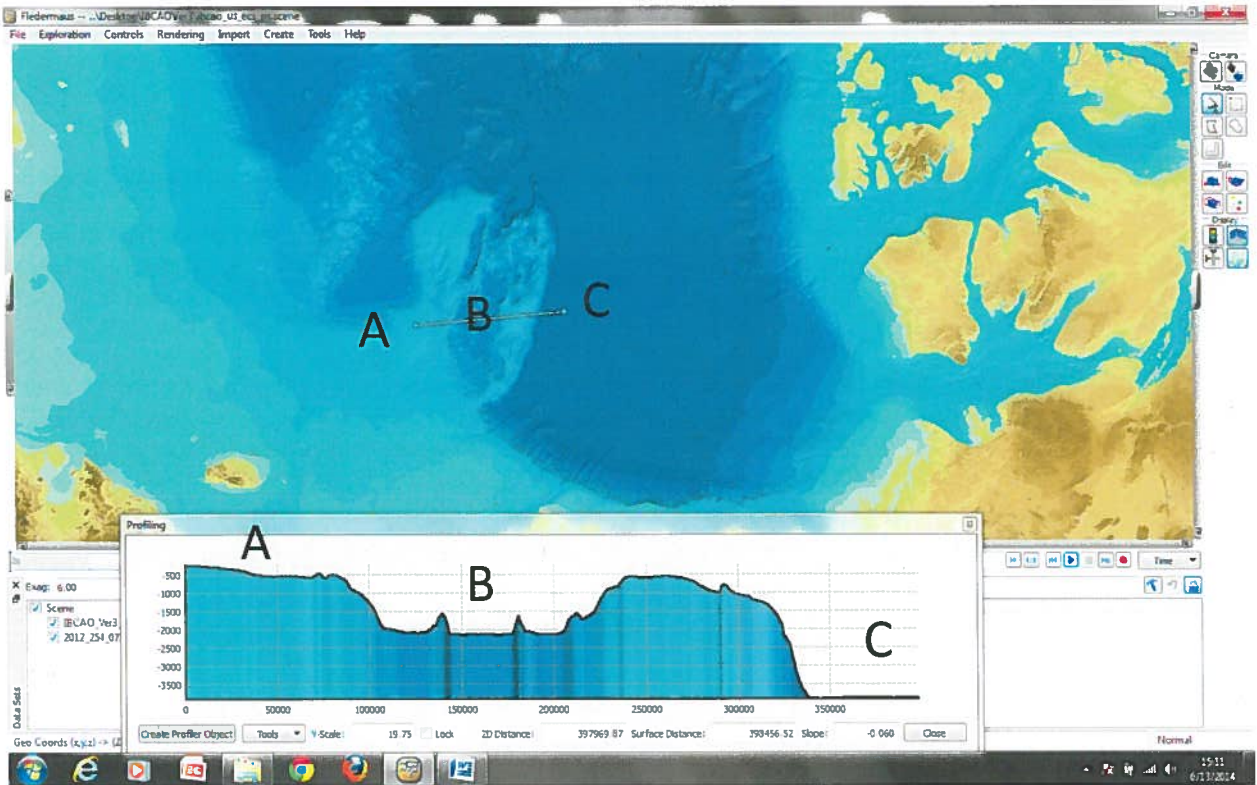 Fledermaus -- ...\Desktop\IBCAOVer3\ibcao_v3_ecs_ps.scene
File Exploration Controls Rendering Import Create Tools Help
Camera
Mode
Edit
Display
A
B
C
Profiling
A
B
C
-500
-1000
-1500
-2000
-2500
-3000
-3500
0 50000 100000 150000 200000 250000 300000 350000
Create Profiler Object Tools Y-Scale: 19.75 Lock 2D Distance: 397969.87 Surface Distance: 398456.52 Slope: -0.060 Close
Time
Exag: 6.00
Scene
IBCAO_Ver3
2012_254_07
Data Sets
Geo Coords (x,y,z) ->
Normal
15:11
6/13/2014